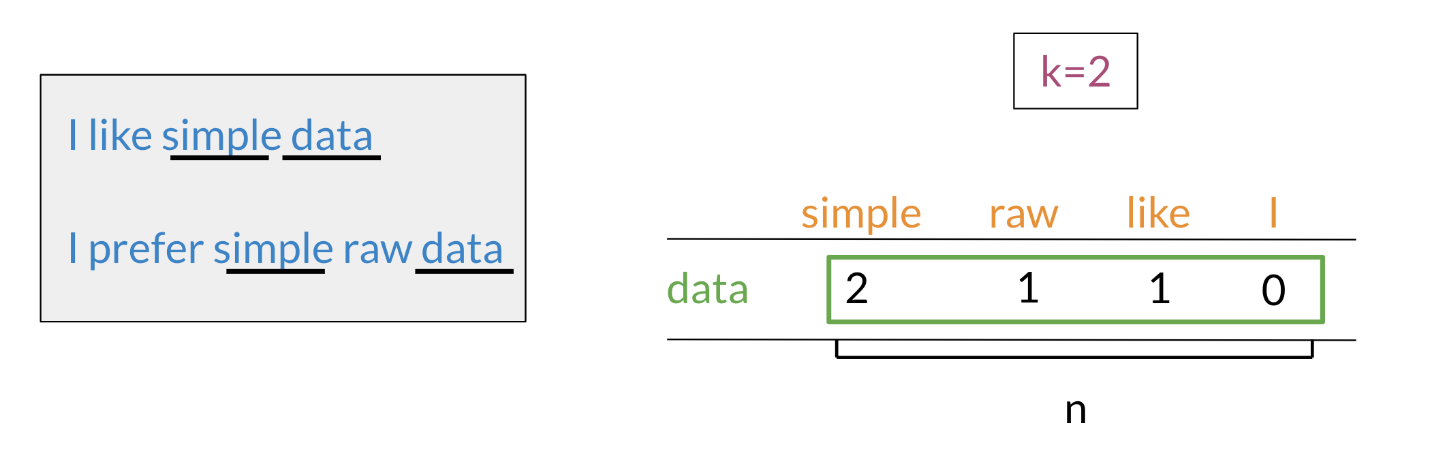 I like simple data
I prefer simple raw data
k=2
simple raw like I
data 2 1 1 0
n